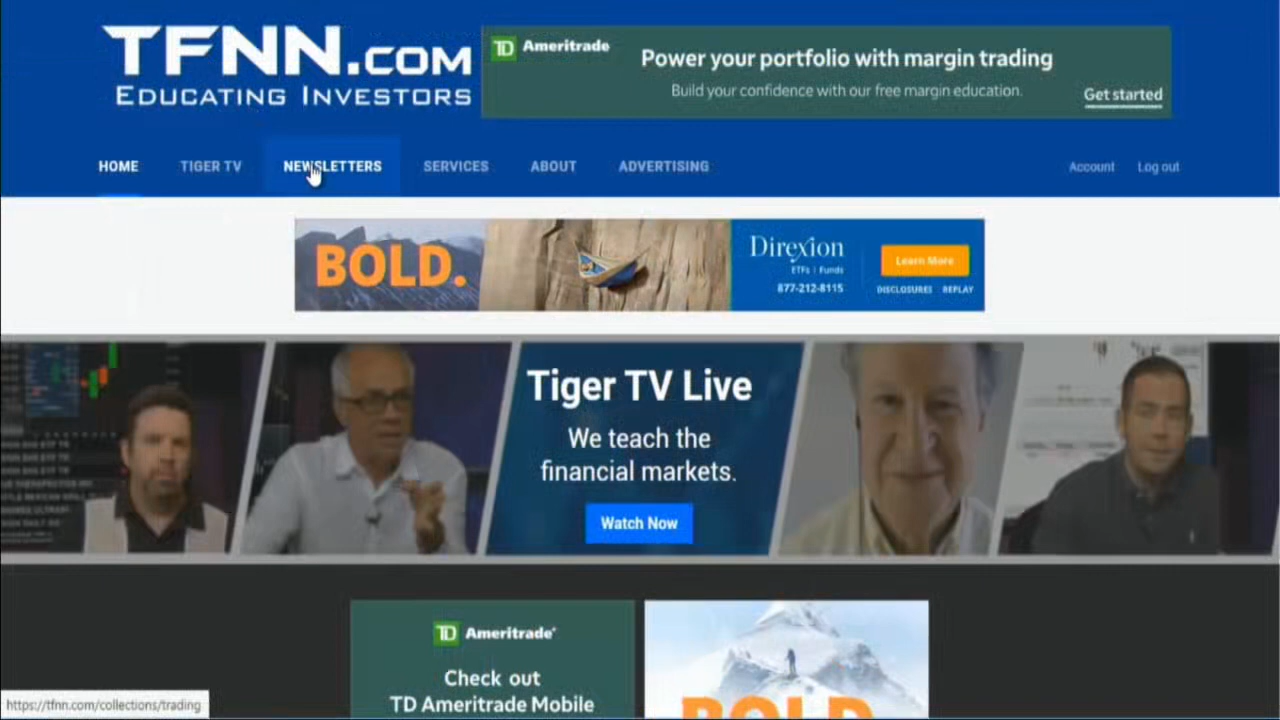 TFNN.COM
EDUCATING INVESTORS
TD Ameritrade
Power your portfolio with margin trading
Build your confidence with our free margin education.
Get started
HOME
TIGER TV
NEWSLETTERS
SERVICES
ABOUT
ADVERTISING
Account
Log out
BOLD.
Direxion
ETFs | Funds
877-212-8115
Learn More
DISCLOSURES
REPLAY
Tiger TV Live
We teach the
financial markets.
Watch Now
TD Ameritrade
Check out
TD Ameritrade Mobile
BOLD.
https://tfnn.com/collections/trading